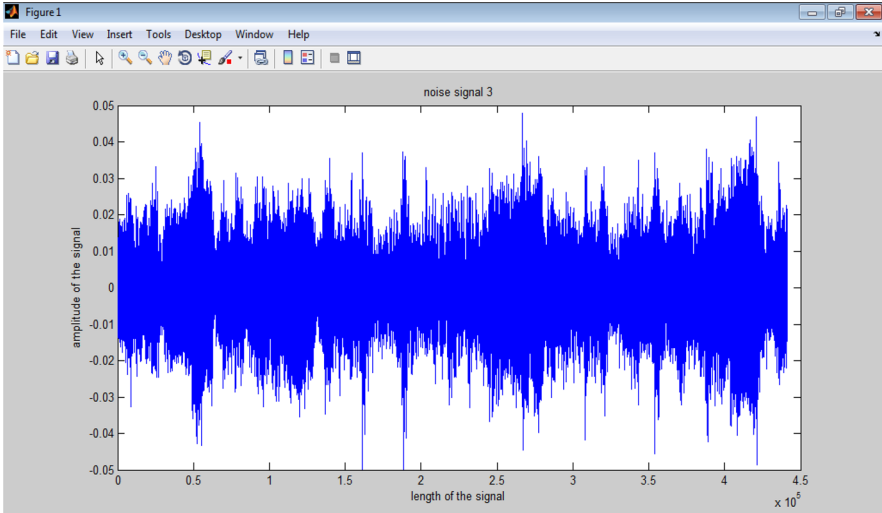 Figure 1
File Edit View Insert Tools Desktop Window Help
noise signal 3
0.05
0.04
0.03
0.02
0.01
0
-0.01
-0.02
-0.03
-0.04
-0.05
amplitude of the signal
0 0.5 1 1.5 2 2.5 3 3.5 4 4.5
length of the signal
x 10^5